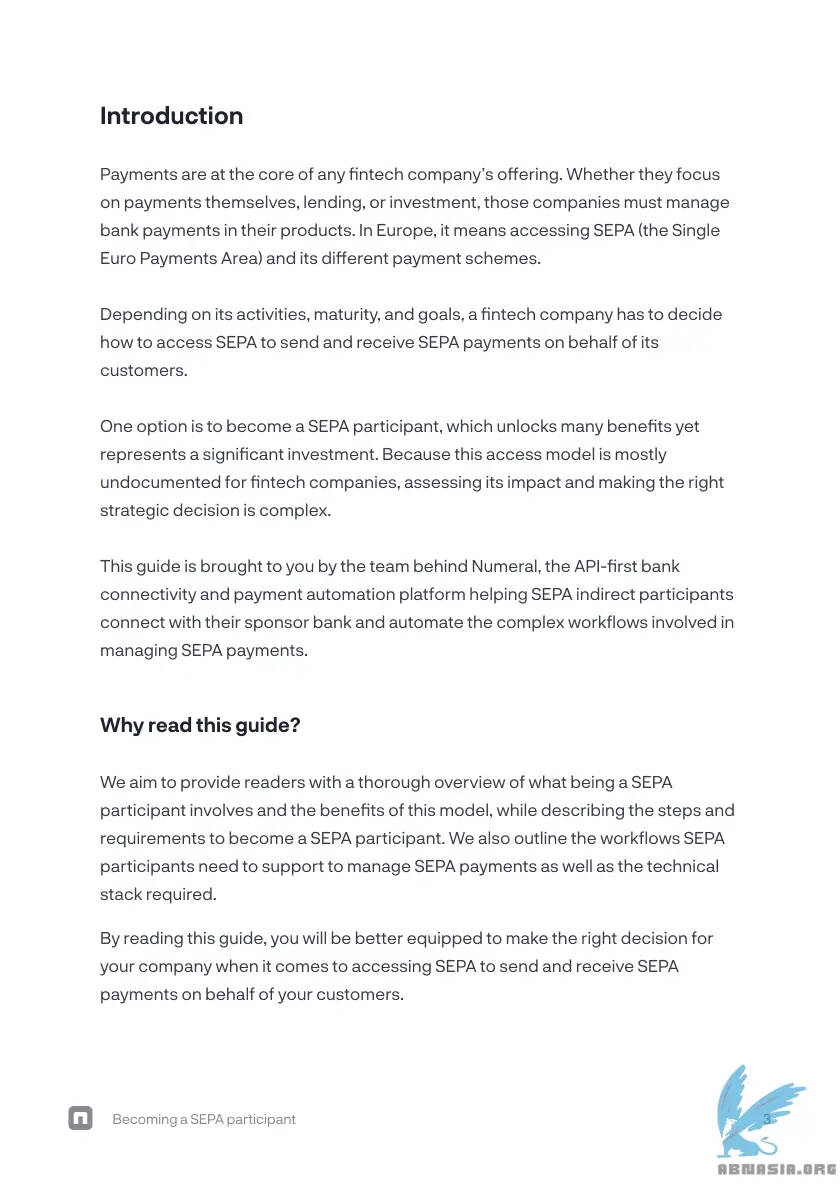 Introduction
Payments are at the core of any fintech company's offering. Whether they focus
on payments themselves, lending, or investment, those companies must manage
bank payments in their products. In Europe, it means accessing SEPA (the Single
Euro Payments Area) and its different payment schemes.
Depending on its activities, maturity, and goals, a fintech company has to decide
how to access SEPA to send and receive SEPA payments on behalf of its
customers.
One option is to become a SEPA participant, which unlocks many benefits yet
represents a significant investment. Because this access model is mostly
undocumented for fintech companies, assessing its impact and making the right
strategic decision is complex.
This guide is brought to you by the team behind Numeral, the API-first bank
connectivity and payment automation platform helping SEPA indirect participants
connect with their sponsor bank and automate the complex workflows involved in
managing SEPA payments.
Why read this guide?
We aim to provide readers with a thorough overview of what being a SEPA
participant involves and the benefits of this model, while describing the steps and
requirements to become a SEPA participant. We also outline the workflows SEPA
participants need to support to manage SEPA payments as well as the technical
stack required.
By reading this guide, you will be better equipped to make the right decision for
your company when it comes to accessing SEPA to send and receive SEPA
payments on behalf of your customers.
Becoming a SEPA participant
3
ABNASIA.ORG